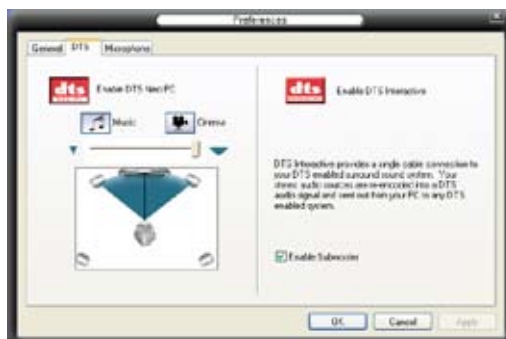 Preferences
General DTS Microphone
dts Enable DTS Neo:PC
Music Cinema
dts Enable DTS Interactive
DTS Interactive provides a single cable connection to
your DTS enabled surround sound system. Your
stereo audio sources are re-encoded into a DTS
audio signal and sent out from your PC to any DTS
enabled system.
Enable Subwoofer
OK Cancel Apply